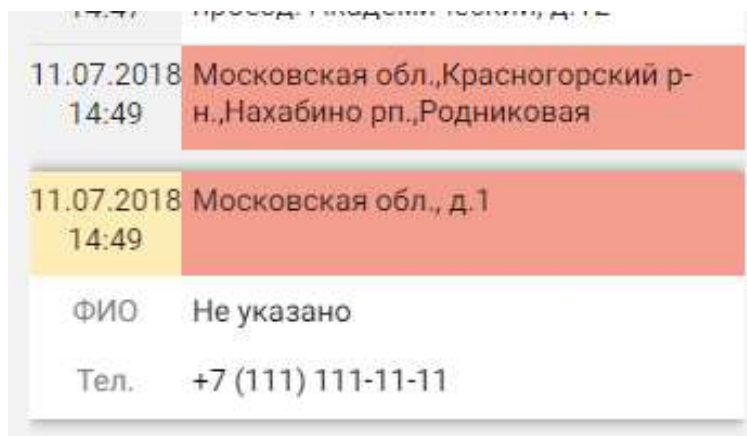 11.07.2018 Московская обл.,Красногорский р-
14:49 н.,Нахабино рп.,Родниковая
11.07.2018 Московская обл., д.1
14:49
ФИО Не указано
Тел. +7 (111) 111-11-11